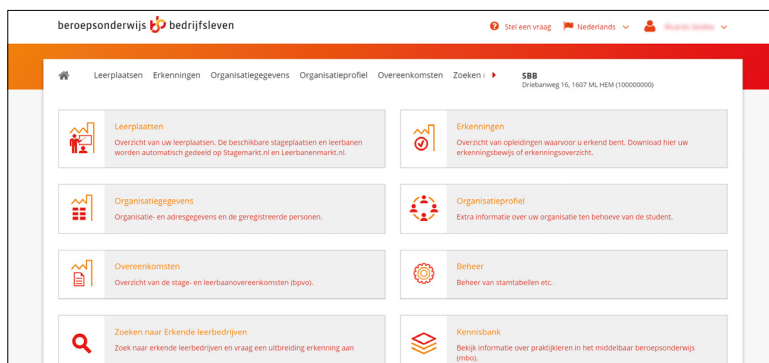 beroepsonderwijs bedrijfsleven
Stel een vraag Nederlands
Leerplaatsen Erkenningen Organisatiegegevens Organisatieprofiel Overeenkomsten Zoeken
SBB
Driebanweg 16, 1607 ML HEM (100000000)
Leerplaatsen
Overzicht van uw leerplaatsen. De beschikbare stageplaatsen en leerbanen
worden automatisch gedeeld op Stagemarkt.nl en Leerbanenmarkt.nl.
Erkenningen
Overzicht van opleidingen waarvoor u erkend bent. Download hier uw
erkenningsbewijs of erkenningsoverzicht.
Organisatiegegevens
Organisatie- en adresgegevens en de geregistreerde personen.
Organisatieprofiel
Extra informatie over uw organisatie ten behoeve van de student.
Overeenkomsten
Overzicht van de stage- en leerbaanovereenkomsten (bpvo).
Beheer
Beheer van stamtabellen etc.
Zoeken naar Erkende leerbedrijven
Zoek naar erkende leerbedrijven en vraag een uitbreiding erkenning aan
Kennisbank
Bekijk informatie over praktijkleren in het middelbaar beroepsonderwijs
(mbo).